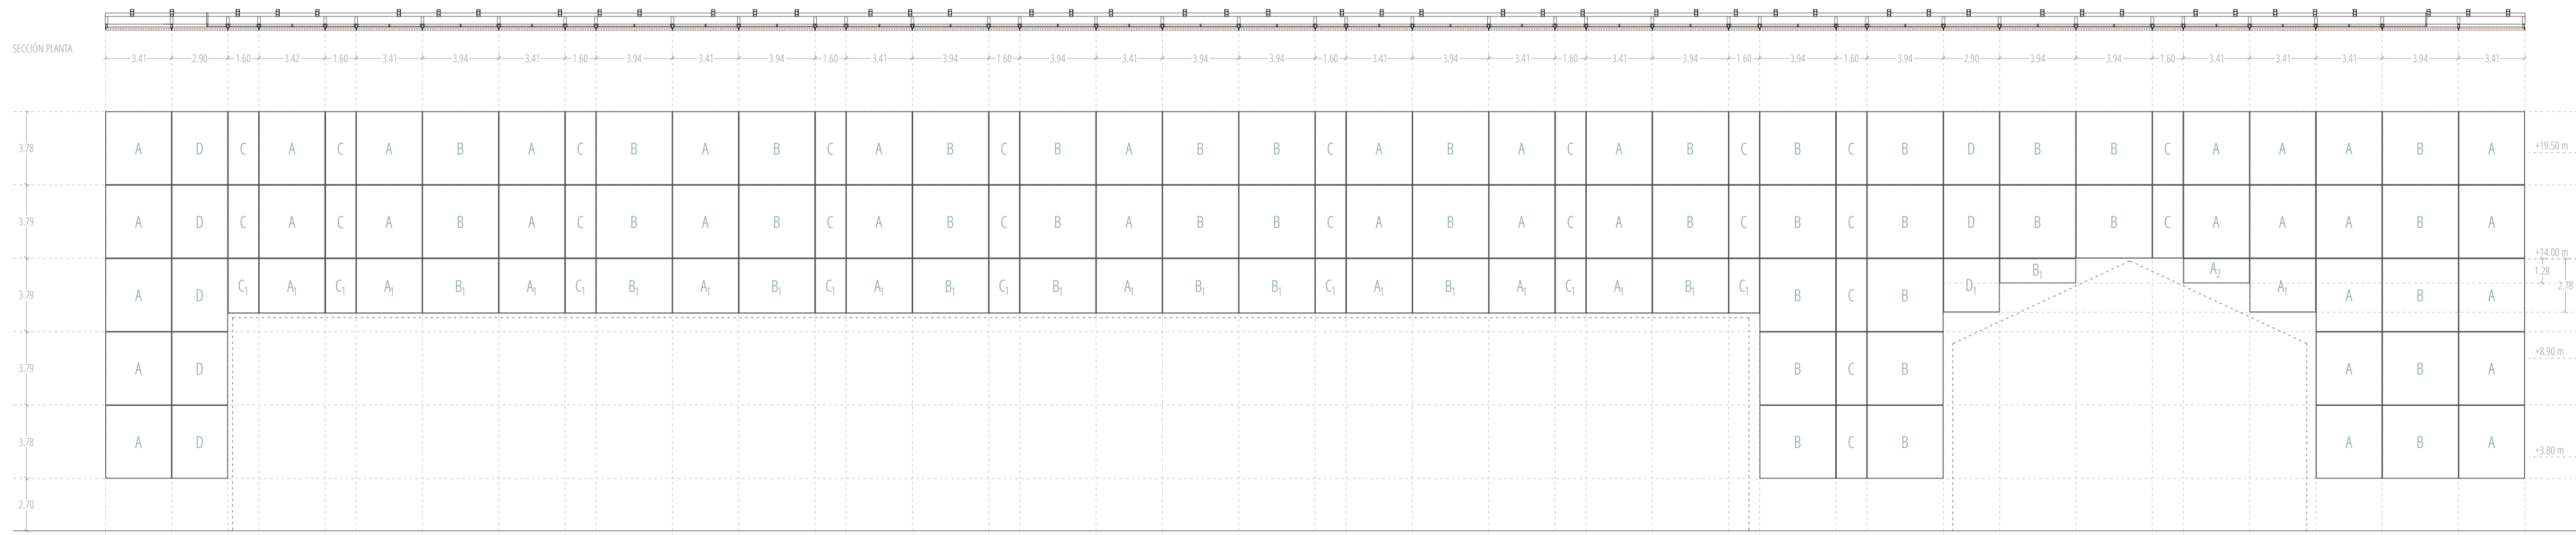 SECCIÓN PLANTA
3.41 2.90 1.60 3.42 1.60 3.41 3.94 3.41 1.60 3.94 3.41 3.94 1.60 3.41 3.94 1.60 3.94 3.41 3.94 3.94 1.60 3.41 3.94 3.41 1.60 3.41 3.94 1.60 3.94 1.60 3.94 2.90 3.94 3.94 1.60 3.41 3.41 3.41 3.94 3.41
3.78 A D C A C A B A C B A B C A B C B A B B C A B A C A B C B C B D B B C A A A B A +19.50 m
3.79 A D C A C A B A C B A B C A B C B A B B C A B A C A B C B C B D B B C A A A B A
+14.00 m
1.28
2.78
3.79 A D C₁ A₁ C₁ A₁ B₁ A₁ C₁ B₁ A₁ B₁ C₁ A₁ B₁ C₁ B₁ A₁ B₁ B₁ C₁ A₁ B₁ A₁ C₁ A₁ B₁ C₁ B C B D₁ B₁ A₂ A₁ A B A
+8.90 m
3.79 A D B C B A B A
3.78 A D B C B A B A
+3.80 m
2.70